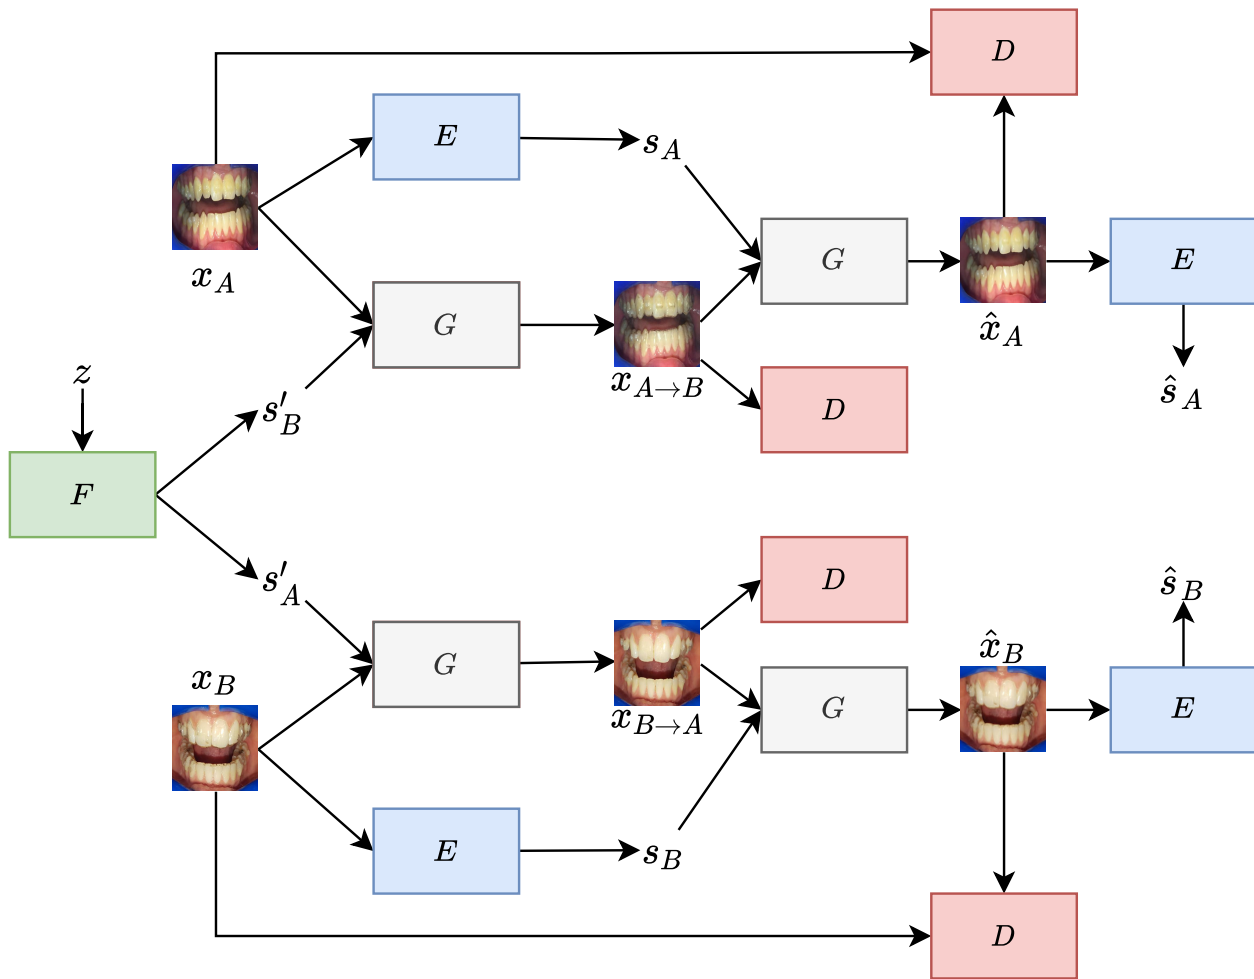 D
E
s_A
x_A
G
G
x_{A→B}
x̂_A
E
ŝ_A
D
z
s'_B
F
s'_A
D
ŝ_B
G
x_{B→A}
x_B
G
x̂_B
E
E
s_B
D